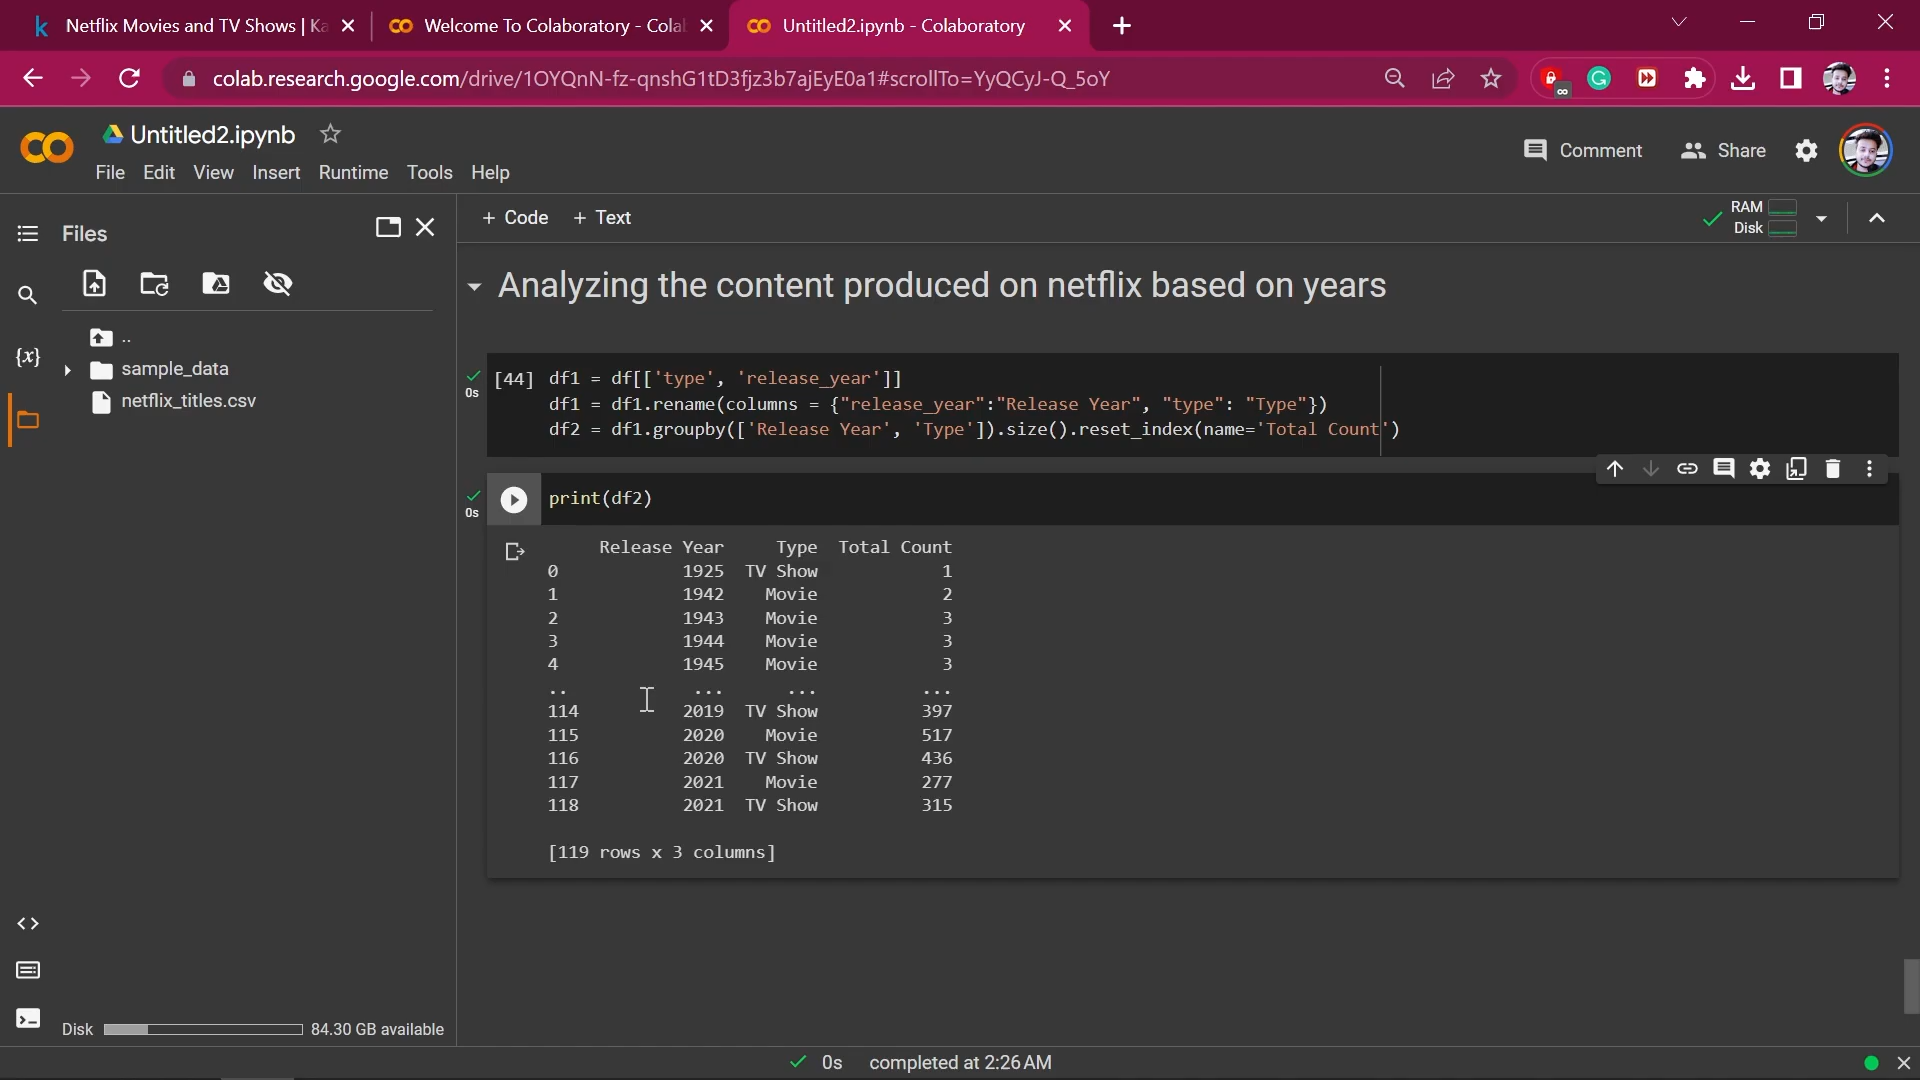 Netflix Movies and TV Shows | Ka
Welcome To Colaboratory - Colab
Untitled2.ipynb - Colaboratory
colab.research.google.com/drive/1OYQnN-fz-qnshG1tD3fjz3b7ajEyE0a1#scrollTo=YyQCyJ-Q_5oY
Untitled2.ipynb
Comment
Share
File Edit View Insert Runtime Tools Help
Files
+ Code + Text
RAM
Disk
Analyzing the content produced on netflix based on years
..
sample_data
netflix_titles.csv
{x}
0s
[44] df1 = df[['type', 'release_year']]
df1 = df1.rename(columns = {"release_year":"Release Year", "type": "Type"})
df2 = df1.groupby(['Release Year', 'Type']).size().reset_index(name='Total Count')
0s
print(df2)
Release Year Type Total Count
0 1925 TV Show 1
1 1942 Movie 2
2 1943 Movie 3
3 1944 Movie 3
4 1945 Movie 3
.. ... ... ...
114 2019 TV Show 397
115 2020 Movie 517
116 2020 TV Show 436
117 2021 Movie 277
118 2021 TV Show 315
[119 rows x 3 columns]
Disk 84.30 GB available
0s completed at 2:26 AM